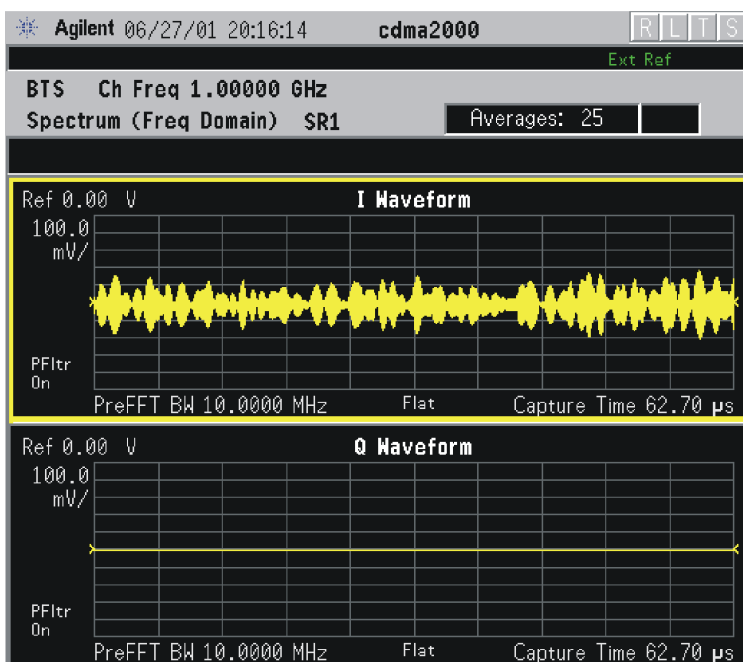 Agilent 06/27/01 20:16:14 cdma2000 R L T S
Ext Ref
BTS Ch Freq 1.00000 GHz
Spectrum (Freq Domain) SR1 Averages: 25
Ref 0.00 V I Waveform
100.0
mV/
PFltr
On
PreFFT BW 10.0000 MHz Flat Capture Time 62.70 µs
Ref 0.00 V Q Waveform
100.0
mV/
PFltr
On
PreFFT BW 10.0000 MHz Flat Capture Time 62.70 µs